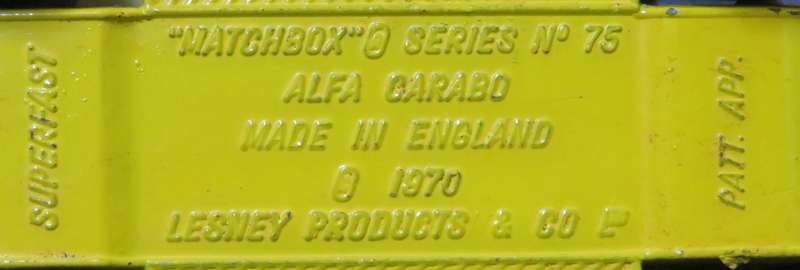 SUPERFAST
"MATCHBOX"® SERIES Nº 75
ALFA CARABO
MADE IN ENGLAND
© 1970
LESNEY PRODUCTS & CO LTD
PATT. APP.